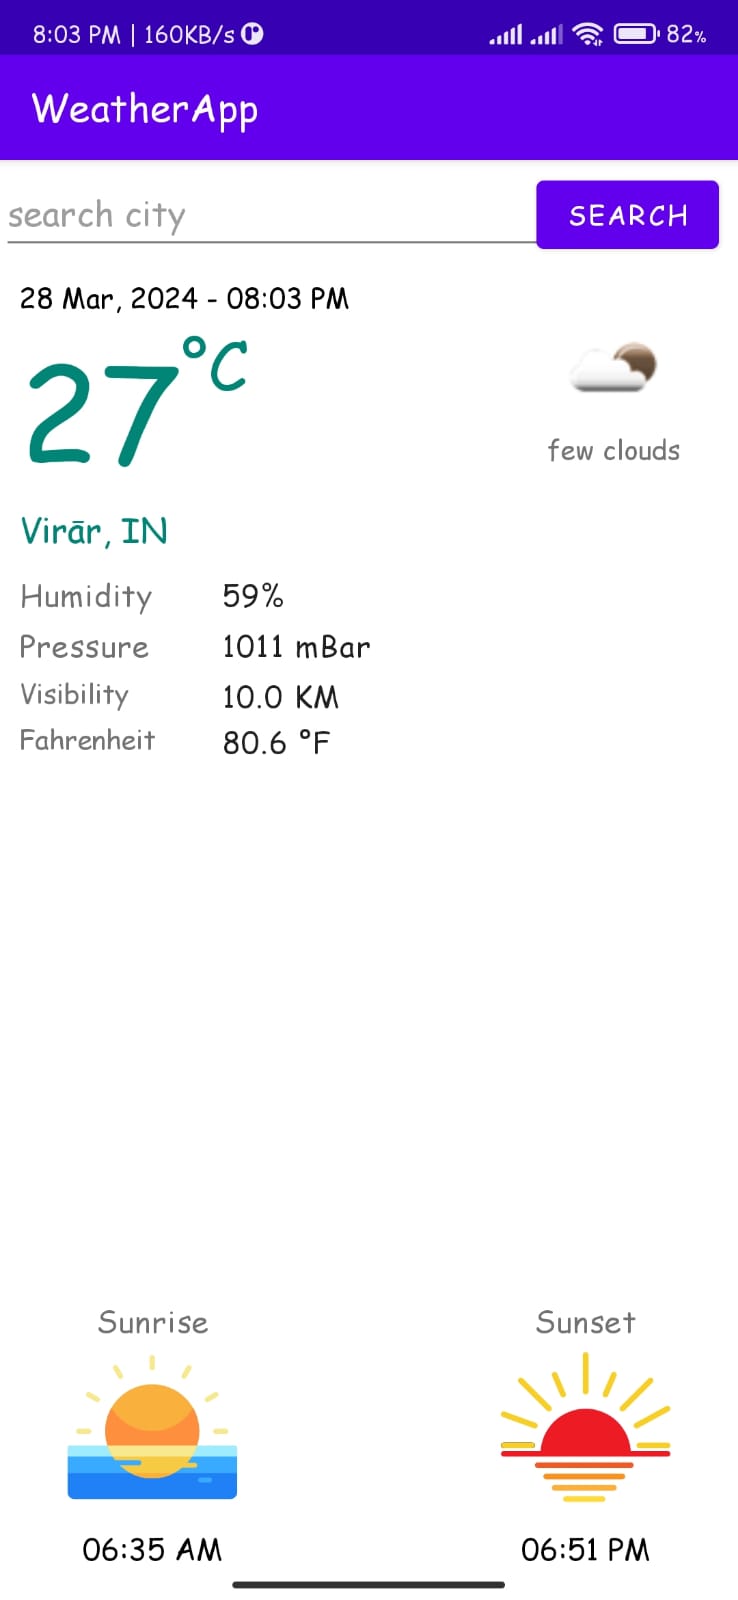 8:03 PM | 160KB/s
82%
WeatherApp
search city
SEARCH
28 Mar, 2024 - 08:03 PM
27°C
few clouds
Virār, IN
Humidity 59%
Pressure 1011 mBar
Visibility 10.0 KM
Fahrenheit 80.6 °F
Sunrise Sunset
06:35 AM 06:51 PM